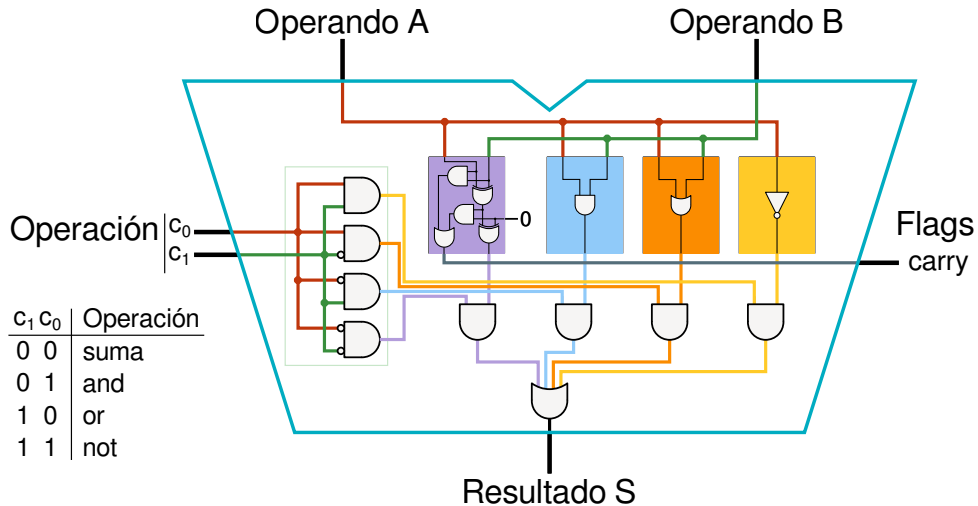 Operando A
Operando B
0
Operación
c0
c1
Flags
carry
c1 c0 Operación
0 0 suma
0 1 and
1 0 or
1 1 not
Resultado S